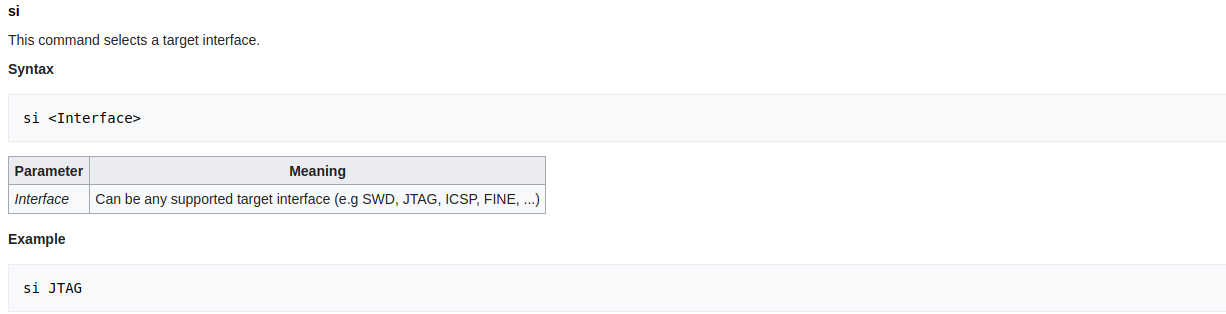 si
This command selects a target interface.
Syntax
si <Interface>
Parameter Meaning
Interface Can be any supported target interface (e.g SWD, JTAG, ICSP, FINE, ...)
Example
si JTAG